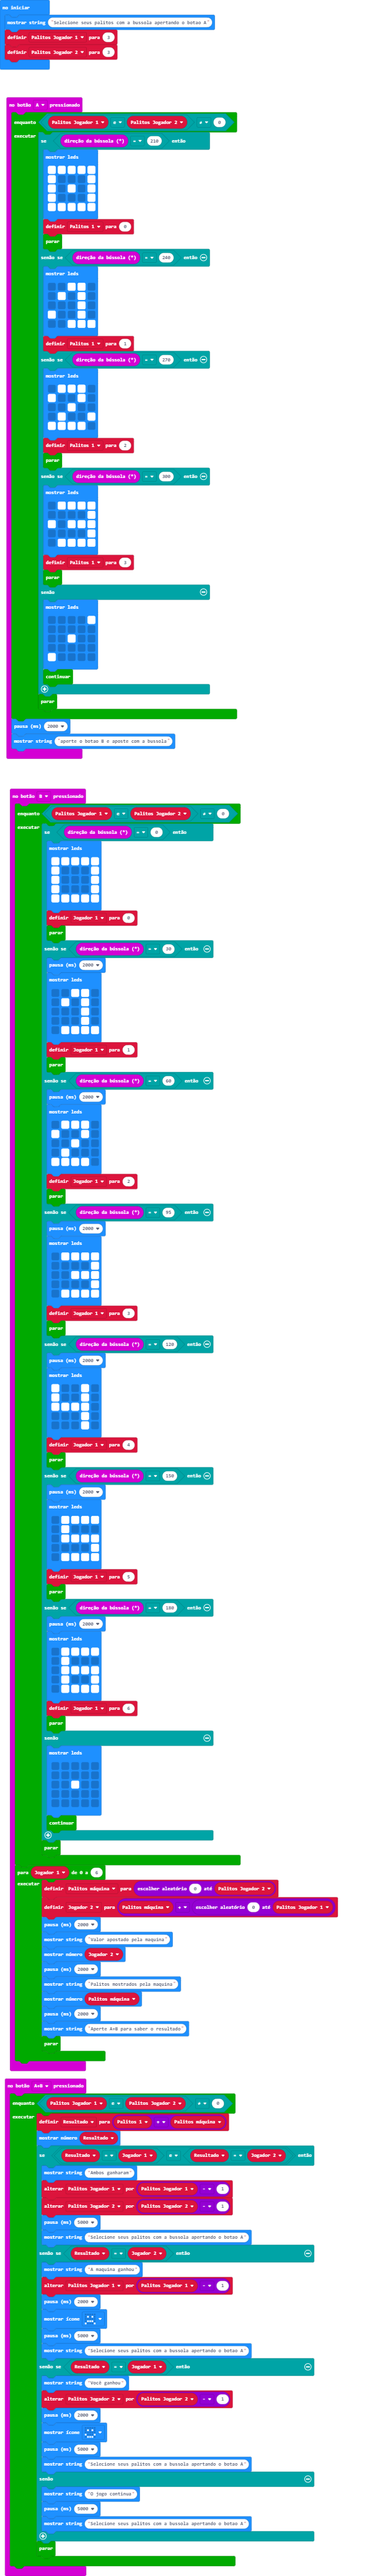 no iniciar
mostrar string "Selecione seus palitos com a bussola apertando o botao A"
definir Palitos Jogador 1 para 3
definir Palitos Jogador 2 para 3
no botão A pressionado
enquanto Palitos Jogador 1 e Palitos Jogador 2 ≠ 0
executar se direção da bússola (°) = 210 então
mostrar leds
definir Palitos 1 para 0
parar
senão se direção da bússola (°) = 240 então
mostrar leds
definir Palitos 1 para 1
senão se direção da bússola (°) = 270 então
mostrar leds
definir Palitos 1 para 2
parar
senão se direção da bússola (°) = 300 então
mostrar leds
definir Palitos 1 para 3
parar
senão
mostrar leds
continuar
parar
pausa (ms) 2000
mostrar string "aperte o botao B e aposte com a bussola"
no botão B pressionado
enquanto Palitos Jogador 1 e Palitos Jogador 2 ≠ 0
executar se direção da bússola (°) = 0 então
mostrar leds
definir Jogador 1 para 0
parar
senão se direção da bússola (°) = 30 então
pausa (ms) 2000
mostrar leds
definir Jogador 1 para 1
parar
senão se direção da bússola (°) = 60 então
pausa (ms) 2000
mostrar leds
definir Jogador 1 para 2
parar
senão se direção da bússola (°) = então
pausa (ms) 2000
mostrar leds
definir Jogador 1 para 3
parar
senão se direção da bússola (°) = 120 então
pausa (ms) 2000
mostrar leds
definir Jogador 1 para 4
parar
senão se direção da bússola (°) = 150 então
pausa (ms) 2000
mostrar leds
definir Jogador 1 para 5
parar
senão se direção da bússola (°) = 180 então
pausa (ms) 2000
mostrar leds
definir Jogador 1 para 6
parar
senão
mostrar leds
continuar
parar
para Jogador 1 de 0 a 6
executar definir Palitos máquina para escolher aleatório 0 até Palitos Jogador 2
definir Jogador 2 para Palitos máquina + escolher aleatório 0 até Palitos Jogador 1
pausa (ms) 2000
mostrar string "Valor apostado pela maquina"
mostrar número Jogador 2
pausa (ms) 2000
mostrar string "Palitos mostrados pela maquina"
mostrar número Palitos máquina
pausa (ms) 2000
mostrar string "Aperte A+B para saber o resultado"
parar
no botão A+B pressionado
enquanto Palitos Jogador 1 e Palitos Jogador 2 ≠ 0
executar definir Resultado para Palitos 1 + Palitos máquina
mostrar número Resultado
se Resultado = Jogador 1 e Resultado = Jogador 2 então
mostrar string "Ambos ganharam"
alterar Palitos Jogador 1 por Palitos Jogador 1 - 1
alterar Palitos Jogador 2 por Palitos Jogador 2 - 1
pausa (ms) 5000
mostrar string "Selecione seus palitos com a bussola apertando o botao A"
senão se Resultado = Jogador 2 então
mostrar string "A maquina ganhou"
alterar Palitos Jogador 1 por Palitos Jogador 1 - 1
pausa (ms) 2000
mostrar ícone
pausa (ms) 5000
mostrar string "Selecione seus palitos com a bussola apertando o botao A"
senão se Resultado = Jogador 1 então
mostrar string "Você ganhou"
alterar Palitos Jogador 2 por Palitos Jogador 2 - 1
pausa (ms) 2000
mostrar ícone
pausa (ms) 5000
mostrar string "Selecione seus palitos com a bussola apertando o botao A"
senão
mostrar string "O jogo continua"
pausa (ms) 5000
mostrar string "Selecione seus palitos com a bussola apertando o botao A"
parar